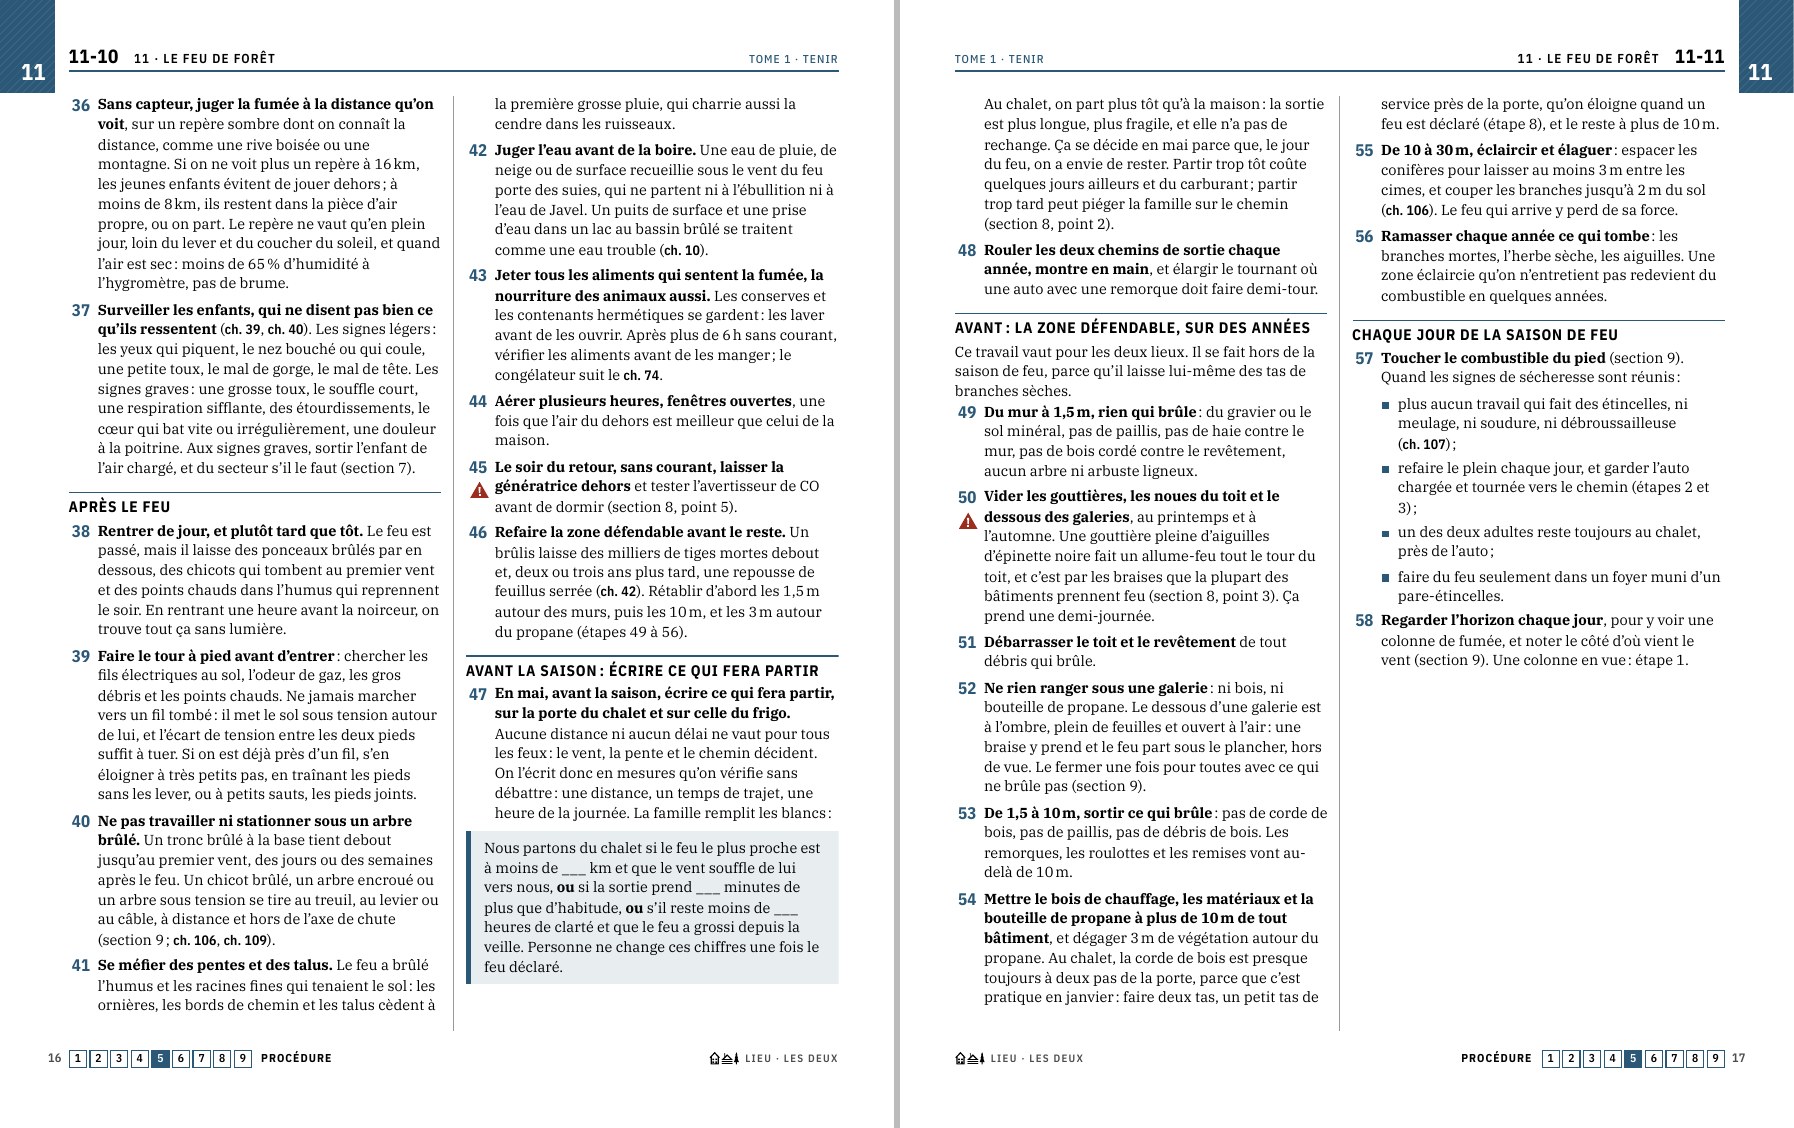 11
11-10 11 · LE FEU DE FORÊT
TOME 1 · TENIR
36 Sans capteur, juger la fumée à la distance qu’on
voit, sur un repère sombre dont on connaît la
distance, comme une rive boisée ou une
montagne. Si on ne voit plus un repère à 16 km,
les jeunes enfants évitent de jouer dehors ; à
moins de 8 km, ils restent dans la pièce d’air
propre, ou on part. Le repère ne vaut qu’en plein
jour, loin du lever et du coucher du soleil, et quand
l’air est sec : moins de 65 % d’humidité à
l’hygromètre, pas de brume.
37 Surveiller les enfants, qui ne disent pas bien ce
qu’ils ressentent (ch. 39, ch. 40). Les signes légers :
les yeux qui piquent, le nez bouché ou qui coule,
une petite toux, le mal de gorge, le mal de tête. Les
signes graves : une grosse toux, le souffle court,
une respiration sifflante, des étourdissements, le
cœur qui bat vite ou irrégulièrement, une douleur
à la poitrine. Aux signes graves, sortir l’enfant de
l’air chargé, et du secteur s’il le faut (section 7).
APRÈS LE FEU
38 Rentrer de jour, et plutôt tard que tôt. Le feu est
passé, mais il laisse des ponceaux brûlés par en
dessous, des chicots qui tombent au premier vent
et des points chauds dans l’humus qui reprennent
le soir. En rentrant une heure avant la noirceur, on
trouve tout ça sans lumière.
39 Faire le tour à pied avant d’entrer : chercher les
fils électriques au sol, l’odeur de gaz, les gros
débris et les points chauds. Ne jamais marcher
vers un fil tombé : il met le sol sous tension autour
de lui, et l’écart de tension entre les deux pieds
suffit à tuer. Si on est déjà près d’un fil, s’en
éloigner à très petits pas, en traînant les pieds
sans les lever, ou à petits sauts, les pieds joints.
40 Ne pas travailler ni stationner sous un arbre
brûlé. Un tronc brûlé à la base tient debout
jusqu’au premier vent, des jours ou des semaines
après le feu. Un chicot brûlé, un arbre encroué ou
un arbre sous tension se tire au treuil, au levier ou
au câble, à distance et hors de l’axe de chute
(section 9 ; ch. 106, ch. 109).
41 Se méfier des pentes et des talus. Le feu a brûlé
l’humus et les racines fines qui tenaient le sol : les
ornières, les bords de chemin et les talus cèdent à
la première grosse pluie, qui charrie aussi la
cendre dans les ruisseaux.
42 Juger l’eau avant de la boire. Une eau de pluie, de
neige ou de surface recueillie sous le vent du feu
porte des suies, qui ne partent ni à l’ébullition ni à
l’eau de Javel. Un puits de surface et une prise
d’eau dans un lac au bassin brûlé se traitent
comme une eau trouble (ch. 10).
43 Jeter tous les aliments qui sentent la fumée, la
nourriture des animaux aussi. Les conserves et
les contenants hermétiques se gardent : les laver
avant de les ouvrir. Après plus de 6 h sans courant,
vérifier les aliments avant de les manger ; le
congélateur suit le ch. 74.
44 Aérer plusieurs heures, fenêtres ouvertes, une
fois que l’air du dehors est meilleur que celui de la
maison.
45 Le soir du retour, sans courant, laisser la
génératrice dehors et tester l’avertisseur de CO
avant de dormir (section 8, point 5).
46 Refaire la zone défendable avant le reste. Un
brûlis laisse des milliers de tiges mortes debout
et, deux ou trois ans plus tard, une repousse de
feuillus serrée (ch. 42). Rétablir d’abord les 1,5 m
autour des murs, puis les 10 m, et les 3 m autour
du propane (étapes 49 à 56).
AVANT LA SAISON : ÉCRIRE CE QUI FERA PARTIR
47 En mai, avant la saison, écrire ce qui fera partir,
sur la porte du chalet et sur celle du frigo.
Aucune distance ni aucun délai ne vaut pour tous
les feux : le vent, la pente et le chemin décident.
On l’écrit donc en mesures qu’on vérifie sans
débattre : une distance, un temps de trajet, une
heure de la journée. La famille remplit les blancs :
Nous partons du chalet si le feu le plus proche est
à moins de ___ km et que le vent souffle de lui
vers nous, ou si la sortie prend ___ minutes de
plus que d’habitude, ou s’il reste moins de ___
heures de clarté et que le feu a grossi depuis la
veille. Personne ne change ces chiffres une fois le
feu déclaré.
16 1 2 3 4 5 6 7 8 9 PROCÉDURE
LIEU · LES DEUX
TOME 1 · TENIR
11 · LE FEU DE FORÊT 11-11
11
Au chalet, on part plus tôt qu’à la maison : la sortie
est plus longue, plus fragile, et elle n’a pas de
rechange. Ça se décide en mai parce que, le jour
du feu, on a envie de rester. Partir trop tôt coûte
quelques jours ailleurs et du carburant ; partir
trop tard peut piéger la famille sur le chemin
(section 8, point 2).
48 Rouler les deux chemins de sortie chaque
année, montre en main, et élargir le tournant où
une auto avec une remorque doit faire demi-tour.
AVANT : LA ZONE DÉFENDABLE, SUR DES ANNÉES
Ce travail vaut pour les deux lieux. Il se fait hors de la
saison de feu, parce qu’il laisse lui-même des tas de
branches sèches.
49 Du mur à 1,5 m, rien qui brûle : du gravier ou le
sol minéral, pas de paillis, pas de haie contre le
mur, pas de bois cordé contre le revêtement,
aucun arbre ni arbuste ligneux.
50 Vider les gouttières, les noues du toit et le
dessous des galeries, au printemps et à
l’automne. Une gouttière pleine d’aiguilles
d’épinette noire fait un allume-feu tout le tour du
toit, et c’est par les braises que la plupart des
bâtiments prennent feu (section 8, point 3). Ça
prend une demi-journée.
51 Débarrasser le toit et le revêtement de tout
débris qui brûle.
52 Ne rien ranger sous une galerie : ni bois, ni
bouteille de propane. Le dessous d’une galerie est
à l’ombre, plein de feuilles et ouvert à l’air : une
braise y prend et le feu part sous le plancher, hors
de vue. Le fermer une fois pour toutes avec ce qui
ne brûle pas (section 9).
53 De 1,5 à 10 m, sortir ce qui brûle : pas de corde de
bois, pas de paillis, pas de débris de bois. Les
remorques, les roulottes et les remises vont au-
delà de 10 m.
54 Mettre le bois de chauffage, les matériaux et la
bouteille de propane à plus de 10 m de tout
bâtiment, et dégager 3 m de végétation autour du
propane. Au chalet, la corde de bois est presque
toujours à deux pas de la porte, parce que c’est
pratique en janvier : faire deux tas, un petit tas de
service près de la porte, qu’on éloigne quand un
feu est déclaré (étape 8), et le reste à plus de 10 m.
55 De 10 à 30 m, éclaircir et élaguer : espacer les
conifères pour laisser au moins 3 m entre les
cimes, et couper les branches jusqu’à 2 m du sol
(ch. 106). Le feu qui arrive y perd de sa force.
56 Ramasser chaque année ce qui tombe : les
branches mortes, l’herbe sèche, les aiguilles. Une
zone éclaircie qu’on n’entretient pas redevient du
combustible en quelques années.
CHAQUE JOUR DE LA SAISON DE FEU
57 Toucher le combustible du pied (section 9).
Quand les signes de sécheresse sont réunis :
plus aucun travail qui fait des étincelles, ni
meulage, ni soudure, ni débroussailleuse
(ch. 107) ;
refaire le plein chaque jour, et garder l’auto
chargée et tournée vers le chemin (étapes 2 et
3) ;
un des deux adultes reste toujours au chalet,
près de l’auto ;
faire du feu seulement dans un foyer muni d’un
pare-étincelles.
58 Regarder l’horizon chaque jour, pour y voir une
colonne de fumée, et noter le côté d’où vient le
vent (section 9). Une colonne en vue : étape 1.
LIEU · LES DEUX
PROCÉDURE 1 2 3 4 5 6 7 8 9 17